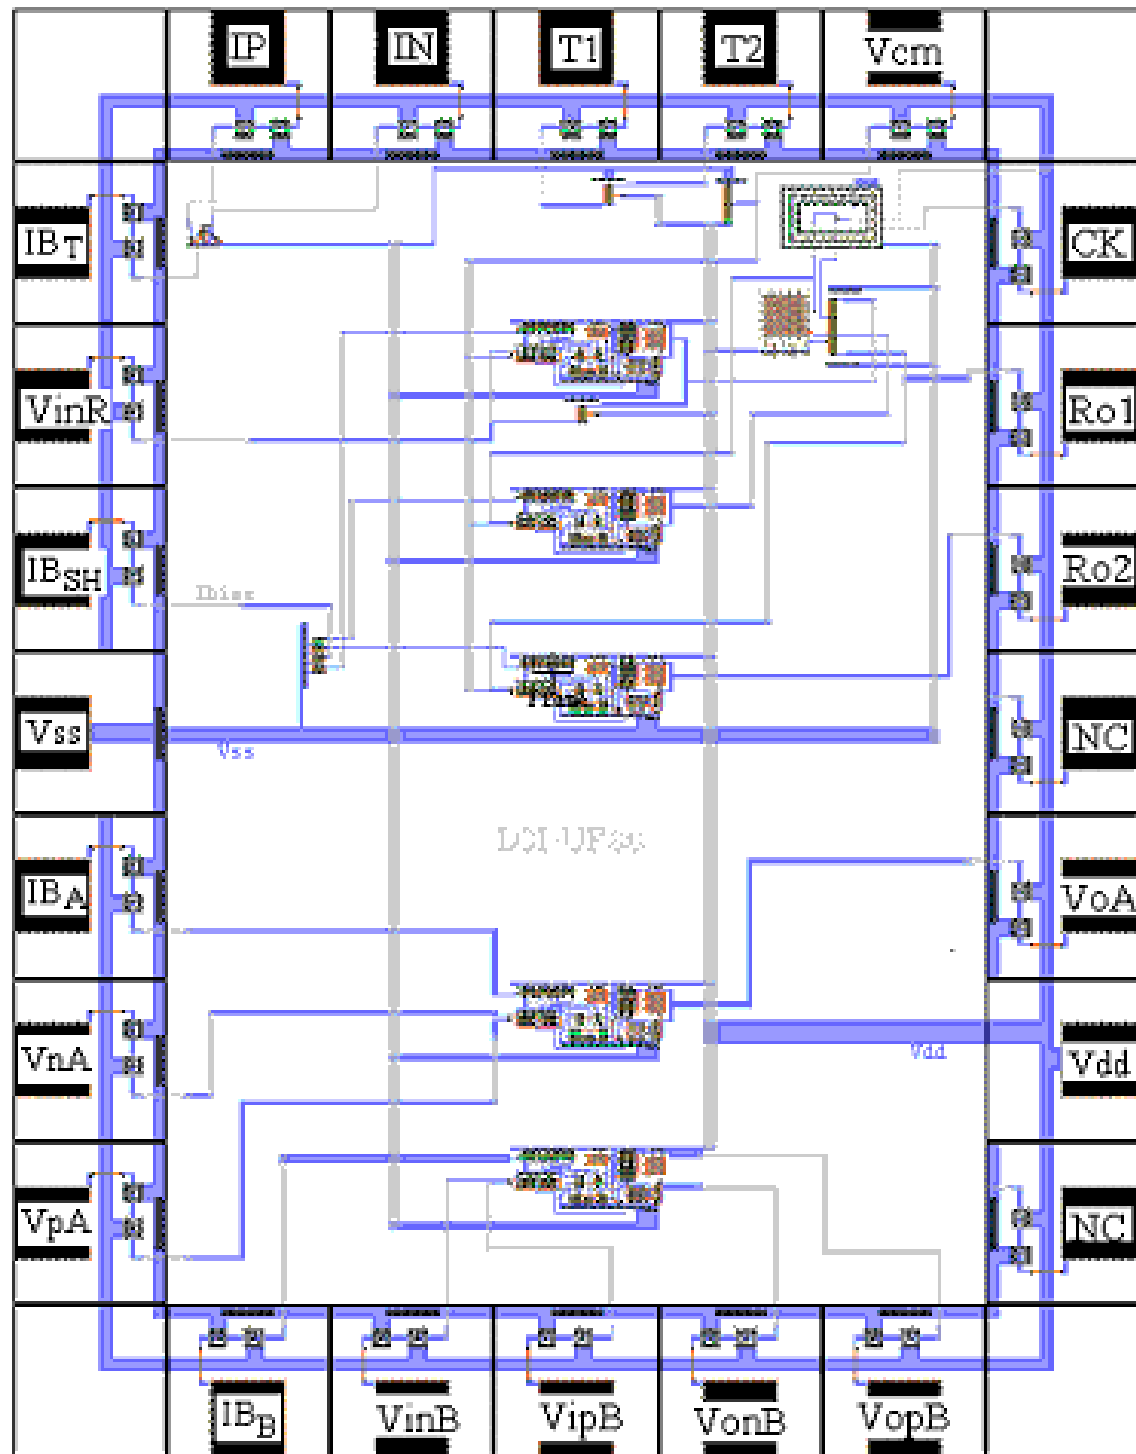 IP IN T1 T2 Vcm
IBT CK
VinR Ro1
IBSH Ro2
Vss NC
Vss
IBA VoA
VnA Vdd
Vdd
VpA NC
IBB VinB VipB VonB VopB